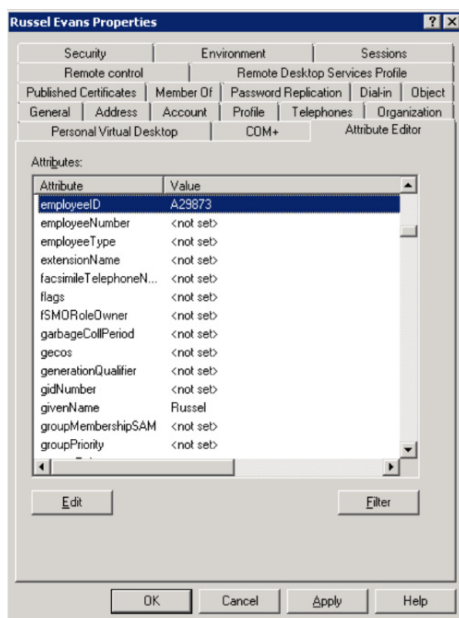 Russel Evans Properties
Security Environment Sessions
Remote control Remote Desktop Services Profile
Published Certificates Member Of Password Replication Dial-in Object
General Address Account Profile Telephones Organization
Personal Virtual Desktop COM+ Attribute Editor
Attributes:
Attribute Value
employeeID A29873
employeeNumber <not set>
employeeType <not set>
extensionName <not set>
facsimileTelephoneN... <not set>
flags <not set>
fSMORoleOwner <not set>
garbageCollPeriod <not set>
gecos <not set>
generationQualifier <not set>
gidNumber <not set>
givenName Russel
groupMembershipSAM <not set>
groupPriority <not set>
Edit Filter
OK Cancel Apply Help